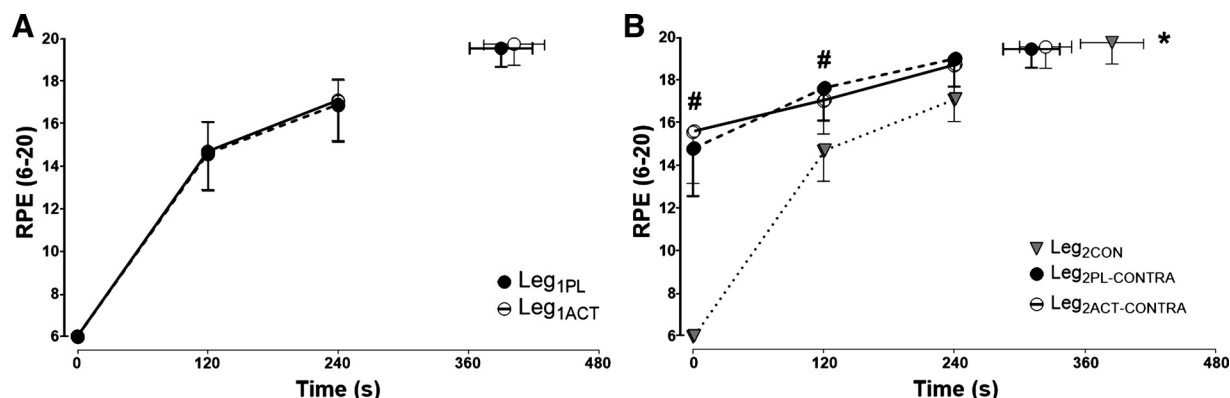 A
RPE (6-20)
20
18
16
14
12
10
8
6
0 120 240 360 480
Time (s)
Leg1PL
Leg1ACT
B
RPE (6-20)
20
18
16
14
12
10
8
6
# # *
0 120 240 360 480
Time (s)
Leg2CON
Leg2PL-CONTRA
Leg2ACT-CONTRA